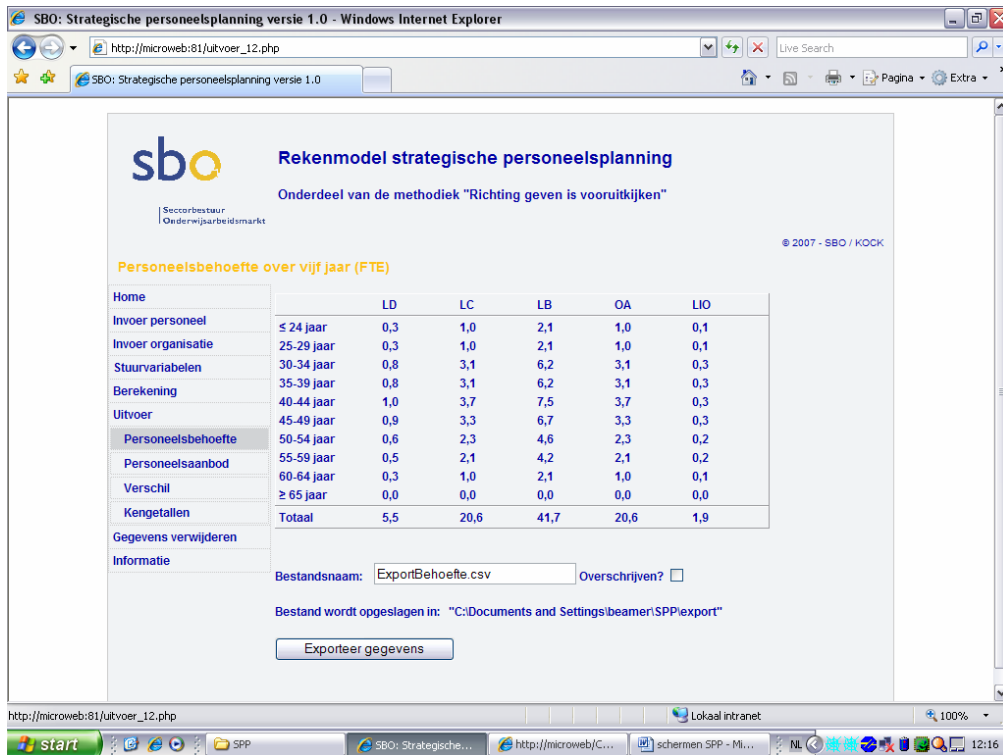 SBO: Strategische personeelsplanning versie 1.0 - Windows Internet Explorer
http://microweb:81/uitvoer_12.php
Live Search
SBO: Strategische personeelsplanning versie 1.0
Pagina
Extra
sbo
Sectorbestuur
Onderwijsarbeidsmarkt
Rekenmodel strategische personeelsplanning
Onderdeel van de methodiek "Richting geven is vooruitkijken"
© 2007 - SBO / KOCK
Personeelsbehoefte over vijf jaar (FTE)
Home
Invoer personeel
Invoer organisatie
Stuurvariabelen
Berekening
Uitvoer
Personeelsbehoefte
Personeelsaanbod
Verschil
Kengetallen
Gegevens verwijderen
Informatie
LD LC LB OA LIO
≤ 24 jaar 0,3 1,0 2,1 1,0 0,1
25-29 jaar 0,3 1,0 2,1 1,0 0,1
30-34 jaar 0,8 3,1 6,2 3,1 0,3
35-39 jaar 0,8 3,1 6,2 3,1 0,3
40-44 jaar 1,0 3,7 7,5 3,7 0,3
45-49 jaar 0,9 3,3 6,7 3,3 0,3
50-54 jaar 0,6 2,3 4,6 2,3 0,2
55-59 jaar 0,5 2,1 4,2 2,1 0,2
60-64 jaar 0,3 1,0 2,1 1,0 0,1
≥ 65 jaar 0,0 0,0 0,0 0,0 0,0
Totaal 5,5 20,6 41,7 20,6 1,9
Bestandsnaam: ExportBehoefte.csv Overschrijven?
Bestand wordt opgeslagen in: "C:\Documents and Settings\beamer\SPP\export"
Exporteer gegevens
http://microweb:81/uitvoer_12.php
Lokaal intranet
100%
start
SPP
SBO: Strategische...
http://microweb/C...
schermen SPP - Mi...
NL
12:16